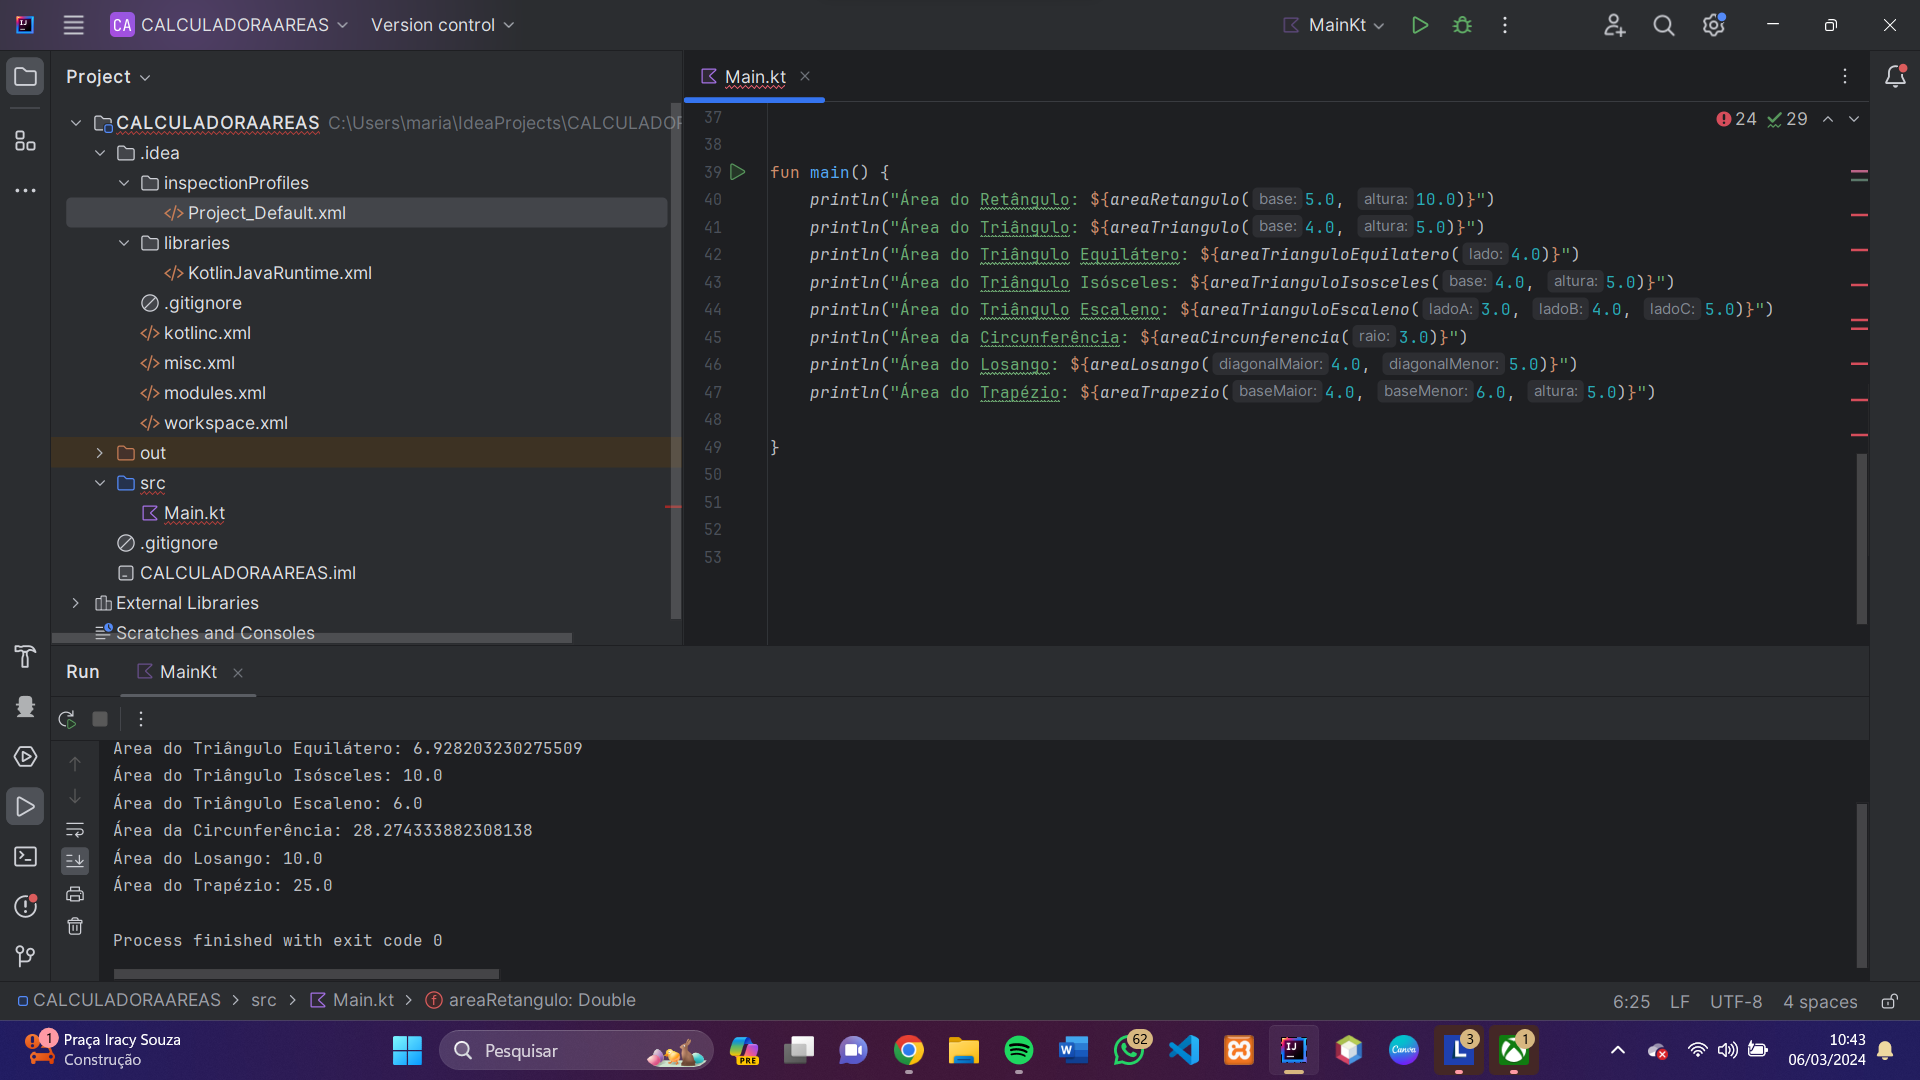 CA CALCULADORAAREAS Version control MainKt
Project
Main.kt
CALCULADORAAREAS C:\Users\maria\IdeaProjects\CALCULADOR
.idea
inspectionProfiles
</> Project_Default.xml
libraries
</> KotlinJavaRuntime.xml
.gitignore
</> kotlinc.xml
</> misc.xml
</> modules.xml
</> workspace.xml
out
src
Main.kt
.gitignore
CALCULADORAAREAS.iml
External Libraries
Scratches and Consoles
24 29
37
38
39 fun main() {
40 println("Área do Retângulo: ${areaRetangulo( base: 5.0, altura: 10.0)}")
41 println("Área do Triângulo: ${areaTriangulo( base: 4.0, altura: 5.0)}")
42 println("Área do Triângulo Equilátero: ${areaTrianguloEquilatero( lado: 4.0)}")
43 println("Área do Triângulo Isósceles: ${areaTrianguloIsosceles( base: 4.0, altura: 5.0)}")
44 println("Área do Triângulo Escaleno: ${areaTrianguloEscaleno( ladoA: 3.0, ladoB: 4.0, ladoC: 5.0)}")
45 println("Área da Circunferência: ${areaCircunferencia( raio: 3.0)}")
46 println("Área do Losango: ${areaLosango( diagonalMaior: 4.0, diagonalMenor: 5.0)}")
47 println("Área do Trapézio: ${areaTrapezio( baseMaior: 4.0, baseMenor: 6.0, altura: 5.0)}")
48
49 }
50
51
52
53
Run MainKt
Área do Triângulo Equilátero: 6.928203230275509
Área do Triângulo Isósceles: 10.0
Área do Triângulo Escaleno: 6.0
Área da Circunferência: 28.274333882308138
Área do Losango: 10.0
Área do Trapézio: 25.0
Process finished with exit code 0
CALCULADORAAREAS > src > Main.kt > areaRetangulo: Double
6:25 LF UTF-8 4 spaces
1 Praça Iracy Souza
Construção
Pesquisar
PRE
62
Canva
3
1
10:43
06/03/2024